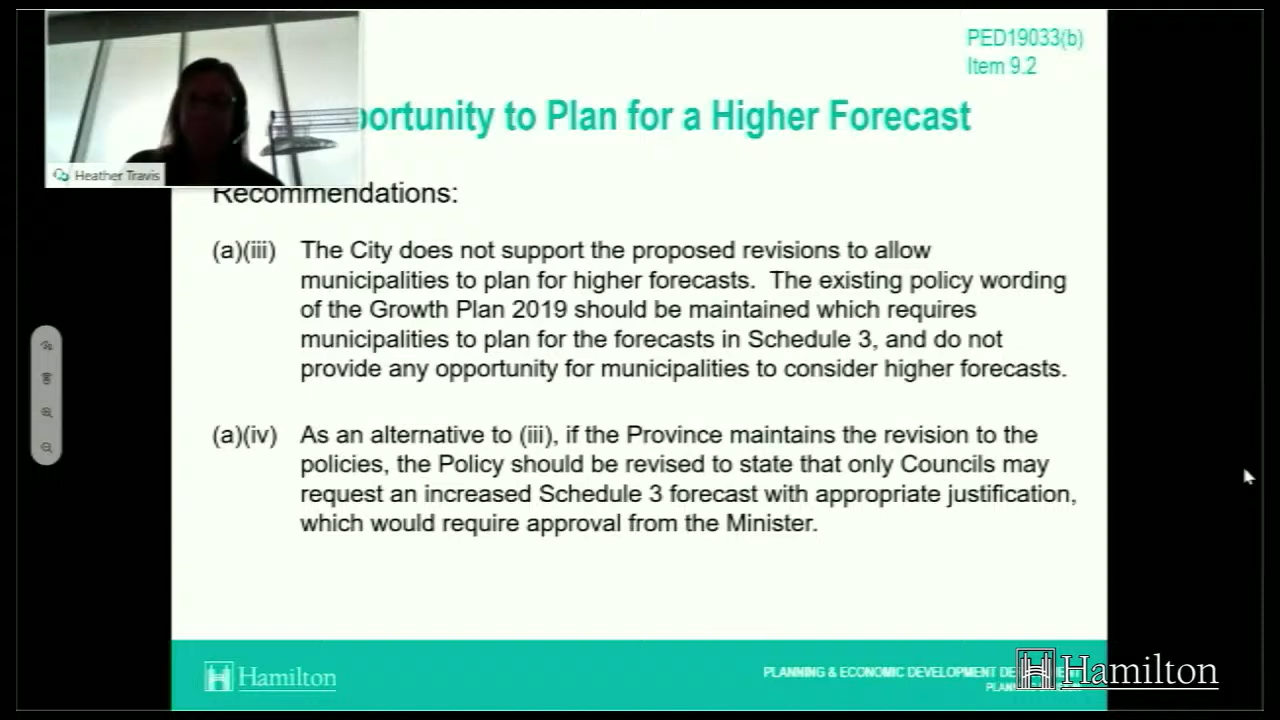 PED19033(b)
Item 9.2
portunity to Plan for a Higher Forecast
Heather Travis
Recommendations:
(a)(iii) The City does not support the proposed revisions to allow
municipalities to plan for higher forecasts. The existing policy wording
of the Growth Plan 2019 should be maintained which requires
municipalities to plan for the forecasts in Schedule 3, and do not
provide any opportunity for municipalities to consider higher forecasts.
(a)(iv) As an alternative to (iii), if the Province maintains the revision to the
policies, the Policy should be revised to state that only Councils may
request an increased Schedule 3 forecast with appropriate justification,
which would require approval from the Minister.
Hamilton
PLANNING & ECONOMIC DEVELOPMENT
Hamilton